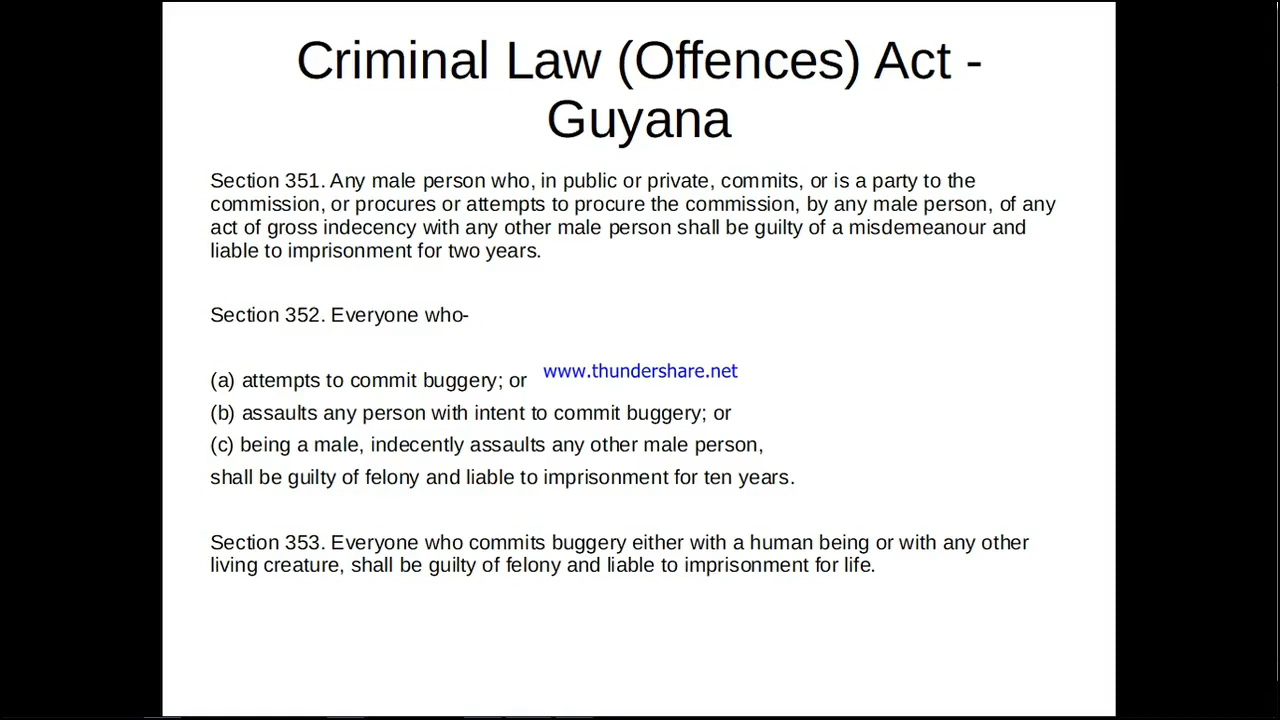 Criminal Law (Offences) Act -
Guyana
Section 351. Any male person who, in public or private, commits, or is a party to the
commission, or procures or attempts to procure the commission, by any male person, of any
act of gross indecency with any other male person shall be guilty of a misdemeanour and
liable to imprisonment for two years.
Section 352. Everyone who-
(a) attempts to commit buggery; or
www.thundershare.net
(b) assaults any person with intent to commit buggery; or
(c) being a male, indecently assaults any other male person,
shall be guilty of felony and liable to imprisonment for ten years.
Section 353. Everyone who commits buggery either with a human being or with any other
living creature, shall be guilty of felony and liable to imprisonment for life.